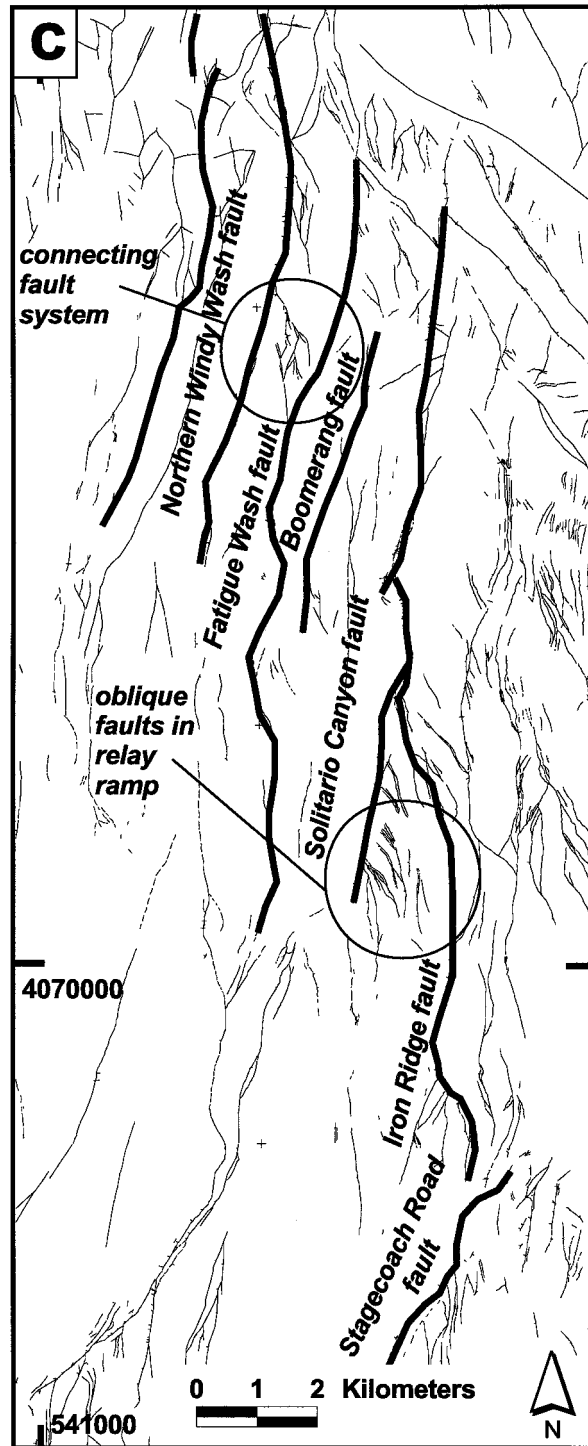 C
connecting
fault
system
Northern Windy Wash fault
Fatigue Wash fault
Boomerang fault
Solitario Canyon fault
oblique
faults in
relay
ramp
4070000
Iron Ridge fault
Stagecoach Road
fault
0 1 2 Kilometers
541000
N